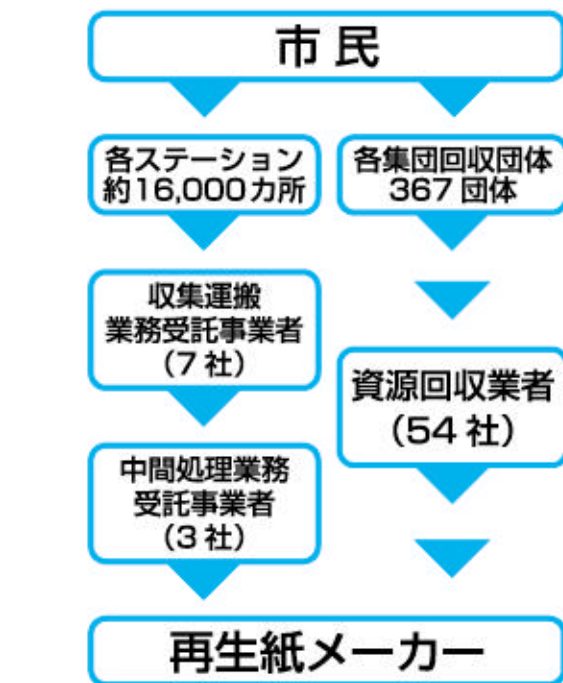 市民
各ステーション
約16,000カ所
各集団回収団体
367団体
収集運搬
業務受託事業者
(7社)
資源回収業者
(54社)
中間処理業務
受託事業者
(3社)
再生紙メーカー